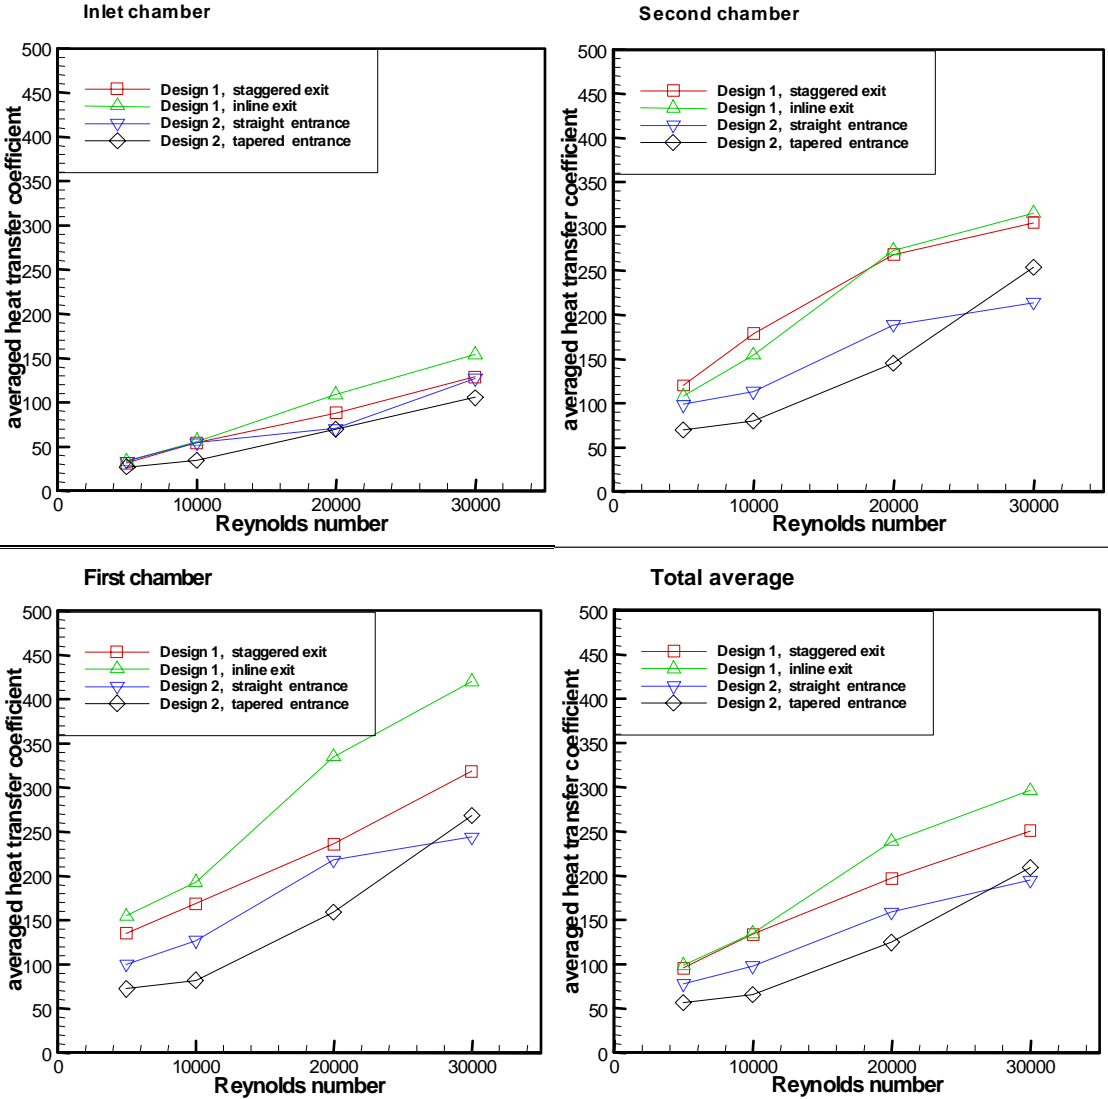 Inlet chamber
500
450
400
350
300
250
200
150
100
50
0
0 10000 20000 30000
averaged heat transfer coefficient
Reynolds number
Design 1, staggered exit
Design 1, inline exit
Design 2, straight entrance
Design 2, tapered entrance
Second chamber
500
450
400
350
300
250
200
150
100
50
0
0 10000 20000 30000
averaged heat transfer coefficient
Reynolds number
Design 1, staggered exit
Design 1, inline exit
Design 2, straight entrance
Design 2, tapered entrance
First chamber
500
450
400
350
300
250
200
150
100
50
0
0 10000 20000 30000
averaged heat transfer coefficient
Reynolds number
Design 1, staggered exit
Design 1, inline exit
Design 2, straight entrance
Design 2, tapered entrance
Total average
500
450
400
350
300
250
200
150
100
50
0
0 10000 20000 30000
averaged heat transfer coefficient
Reynolds number
Design 1, staggered exit
Design 1, inline exit
Design 2, straight entrance
Design 2, tapered entrance